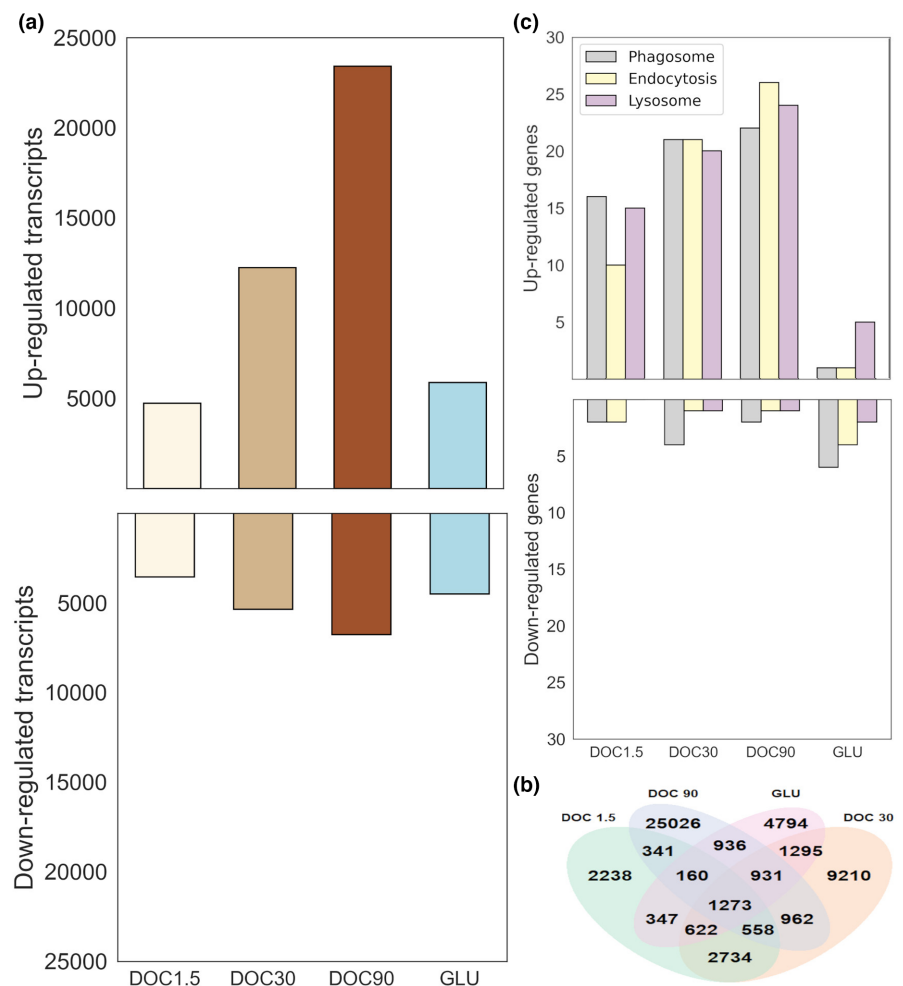 (a)
25000
20000
15000
10000
5000
Up-regulated transcripts
5000
10000
15000
20000
25000
Down-regulated transcripts
DOC1.5 DOC30 DOC90 GLU
(c)
30
25
20
15
10
5
Up-regulated genes
Phagosome
Endocytosis
Lysosome
5
10
15
20
25
30
Down-regulated genes
DOC1.5 DOC30 DOC90 GLU
(b)
DOC 90 GLU
DOC 1.5 DOC 30
25026 4794
341 936 1295
2238 160 931 9210
1273
347 962
622 558
2734